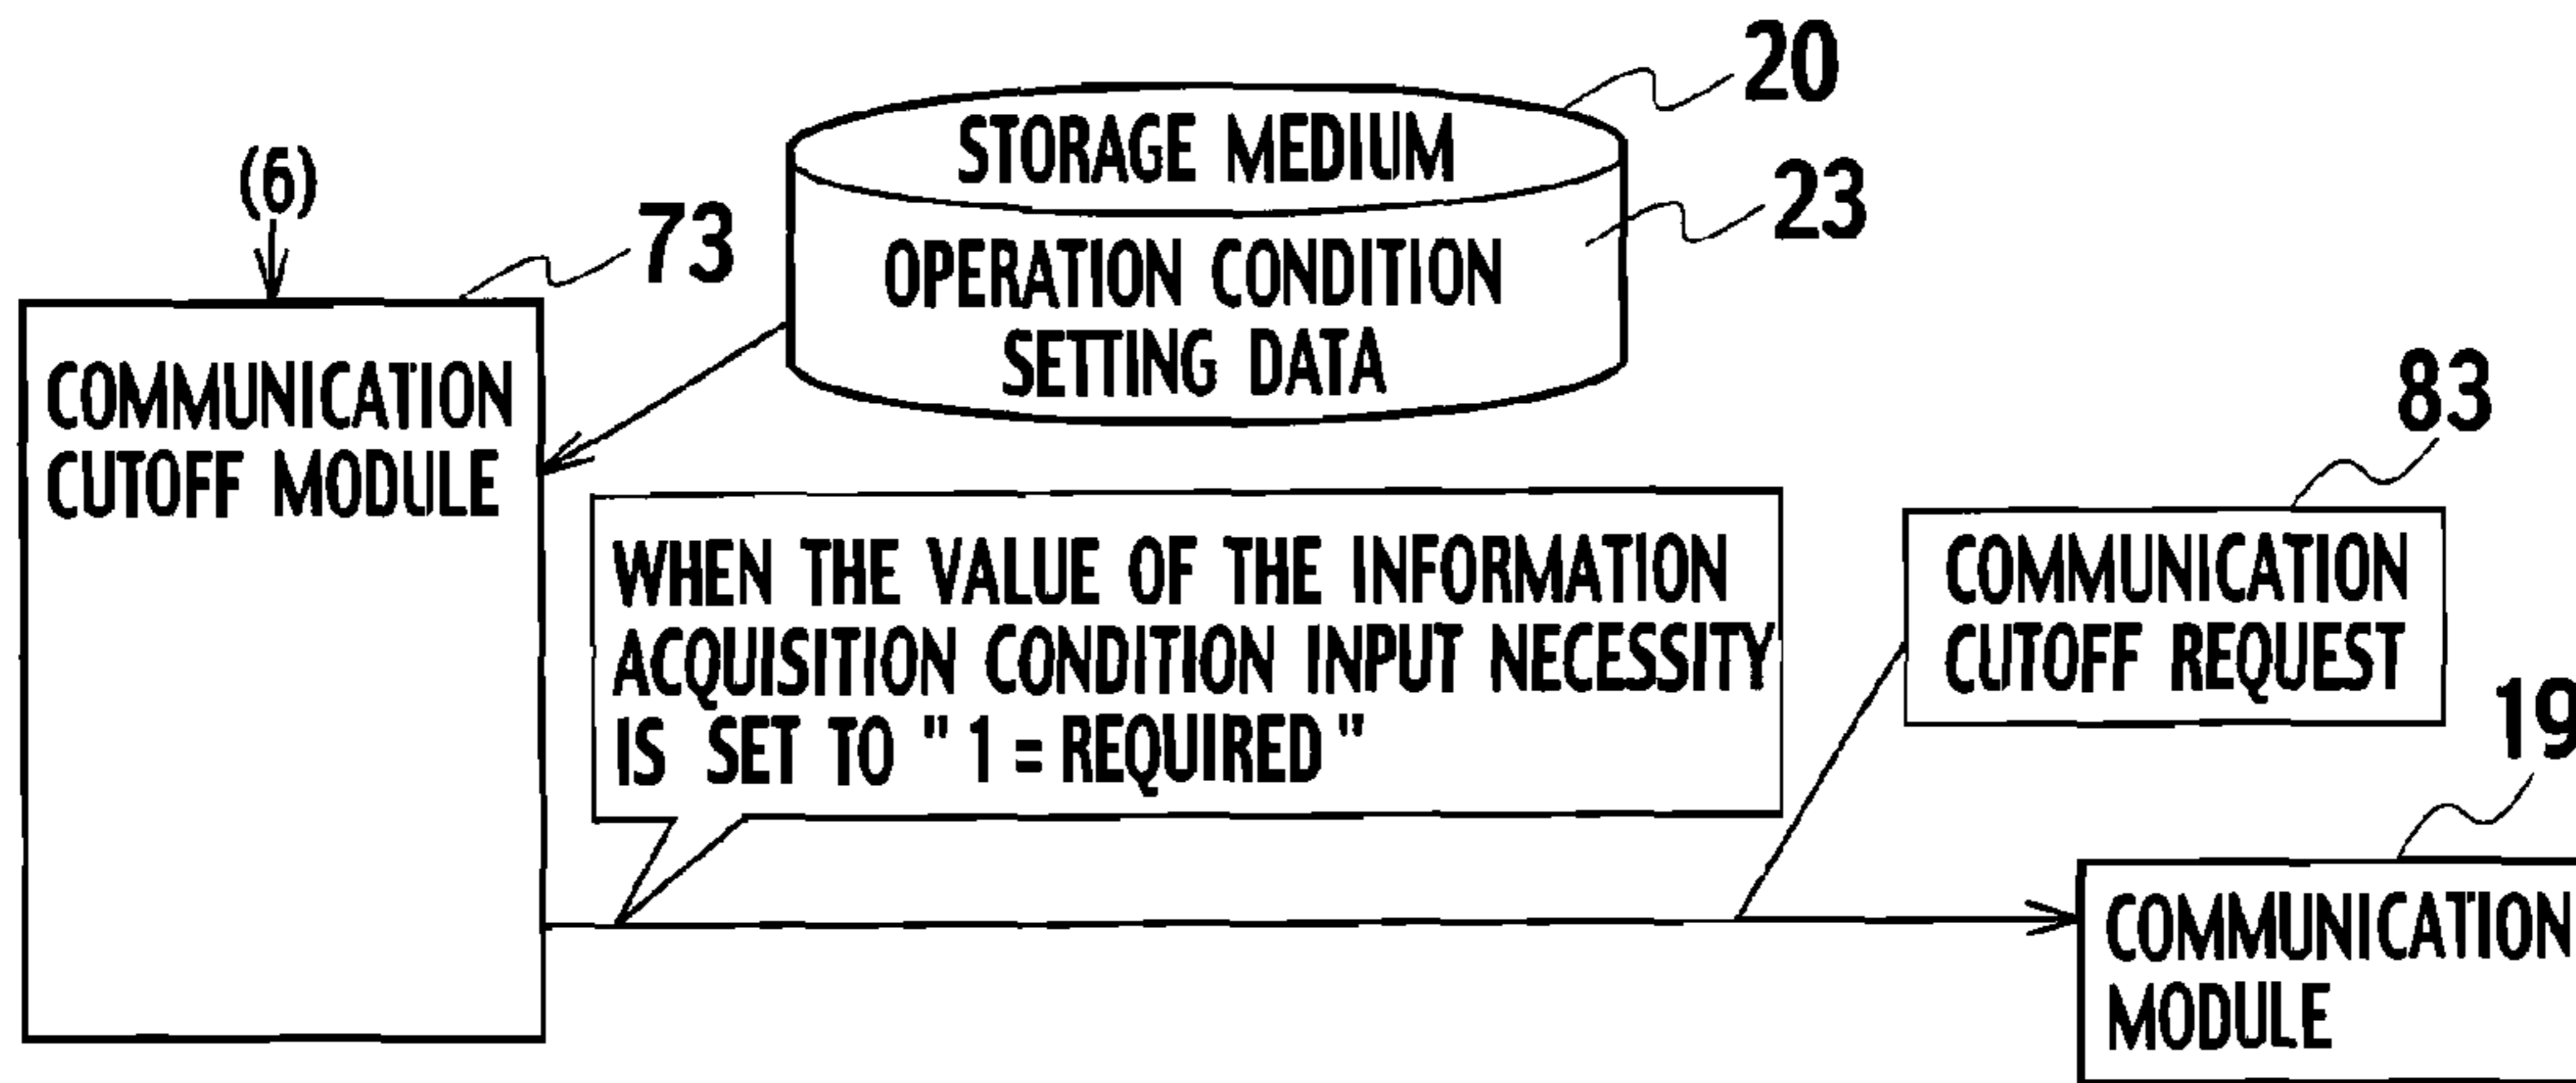 20
STORAGE MEDIUM
(6)
73
23
OPERATION CONDITION
SETTING DATA
COMMUNICATION
CUTOFF MODULE
83
WHEN THE VALUE OF THE INFORMATION
ACQUISITION CONDITION INPUT NECESSITY
IS SET TO " 1 = REQUIRED "
COMMUNICATION
CUTOFF REQUEST
19
COMMUNICATION
MODULE